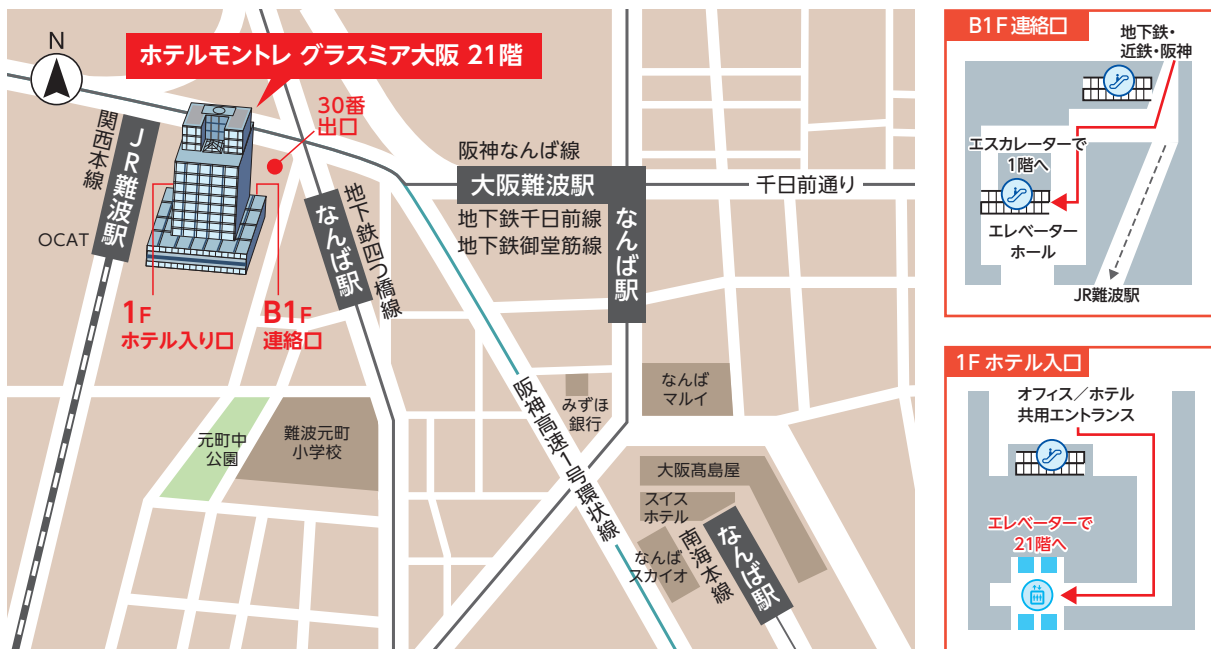 N
ホテルモントレ グラスミア大阪 21階
30番
出口
関西本線
JR難波駅
OCAT
1F
ホテル入り口
B1F
連絡口
なんば駅
地下鉄四つ橋線
阪神なんば線
大阪難波駅
地下鉄千日前線
地下鉄御堂筋線
なんば駅
千日前通り
阪神高速1号環状線
元町中
公園
難波元町
小学校
みずほ
銀行
なんば
マルイ
大阪髙島屋
スイス
ホテル
なんば
スカイオ
南海本線
なんば駅
B1F 連絡口
地下鉄・
近鉄・阪神
エスカレーターで
1階へ
エレベーター
ホール
JR難波駅
1F ホテル入口
オフィス／ホテル
共用エントランス
エレベーターで
21階へ